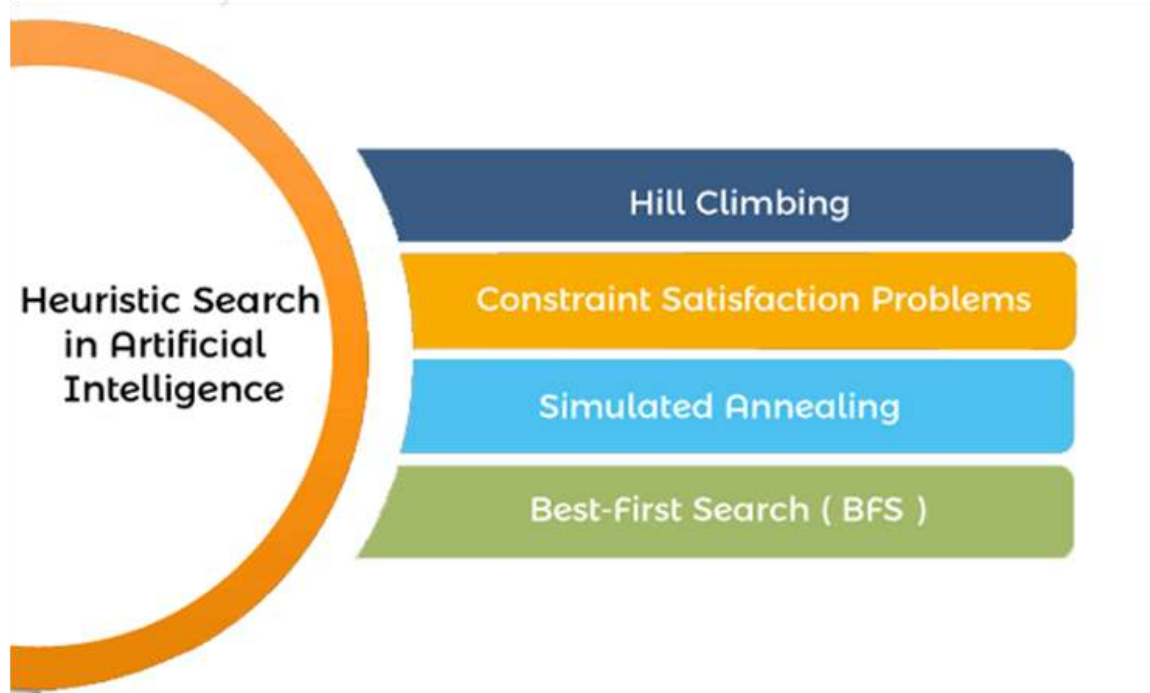 Heuristic Search
in Artificial
Intelligence
Hill Climbing
Constraint Satisfaction Problems
Simulated Annealing
Best-First Search ( BFS )